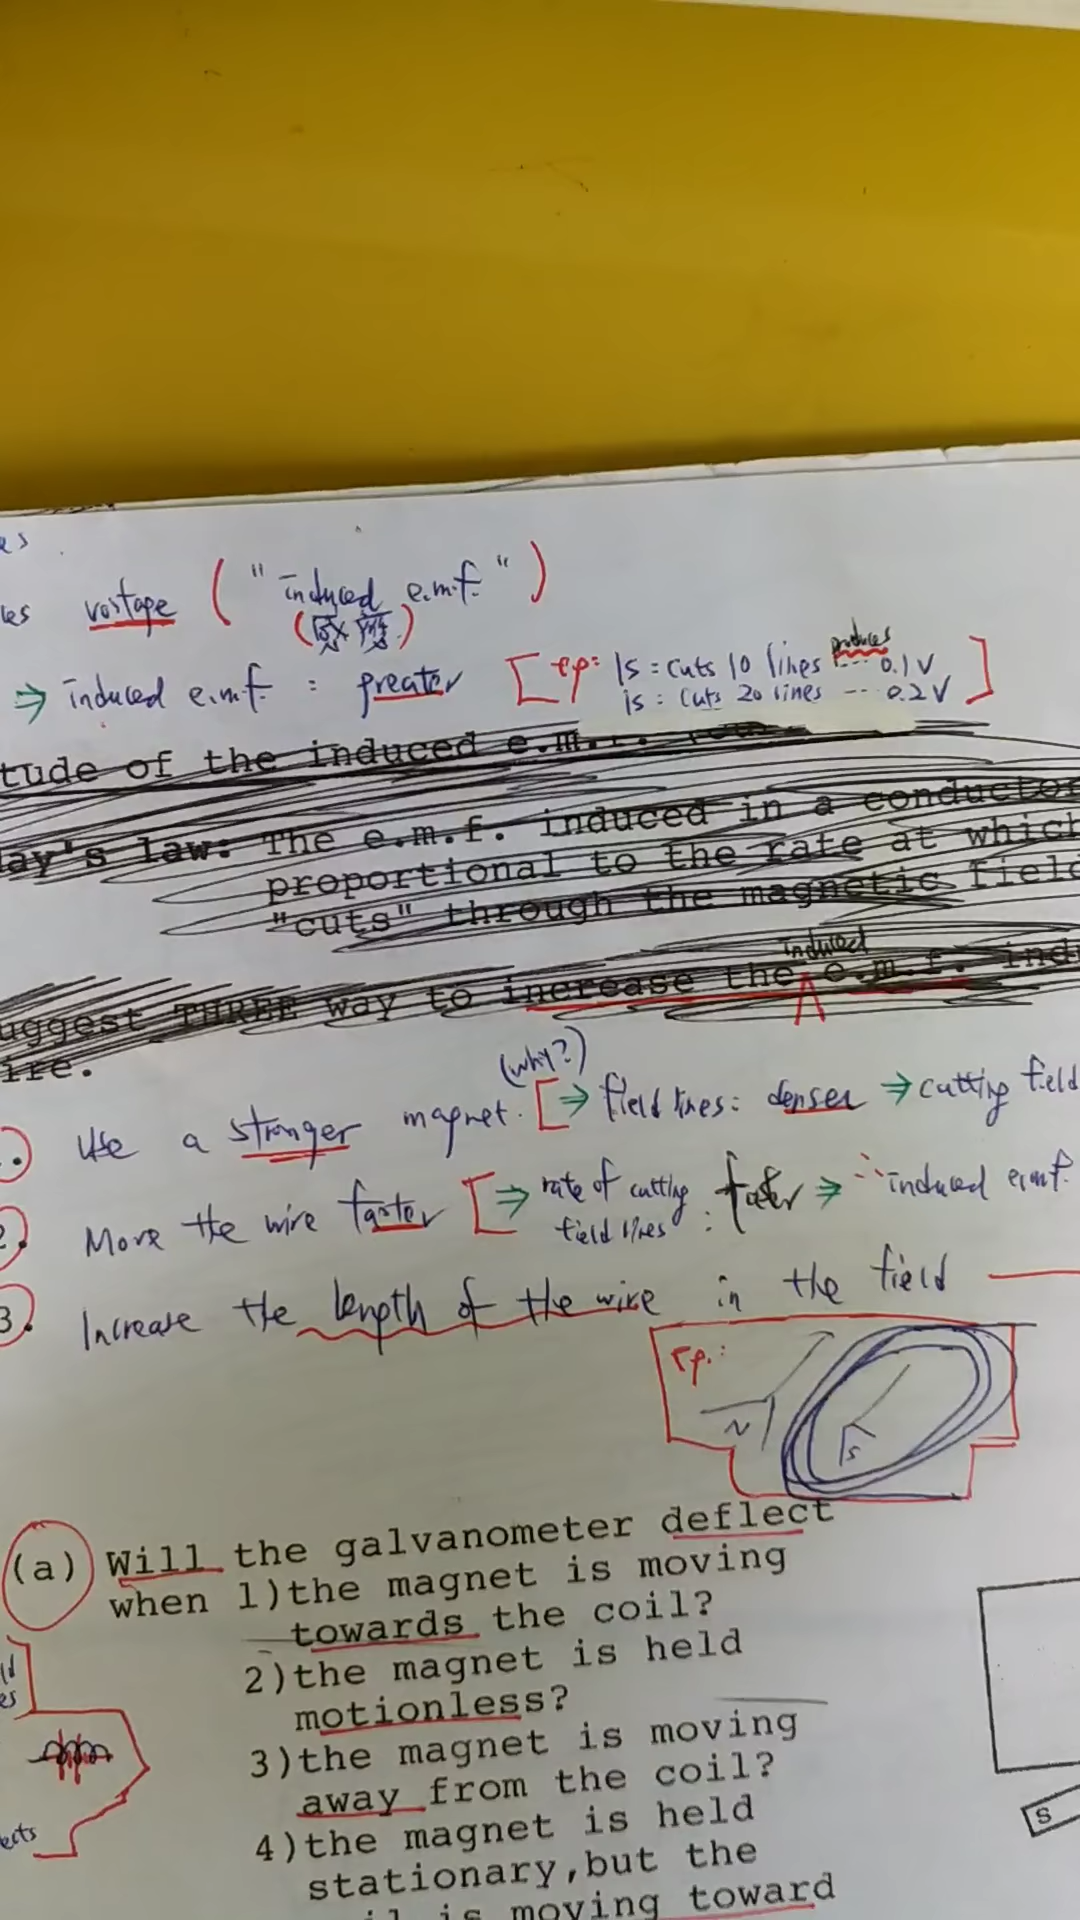 es
voltage ("induced e.m.f.")
⇒ induced e.m.f. : greater [eg: 1s = cuts 10 lines produces ---- 0.1V
1s : cuts 20 lines --- 0.2V]
tude of the induced e.m.f.
ay's law: The e.m.f. induced in a conductor
proportional to the rate at which
"cuts" through the magnetic field
induced
uggest THREE way to increase the e.m.f. ind
ire.
(why?)
1. Use a stronger magnet. [⇒ field lines: denser ⇒ cutting field
2. Move the wire faster [⇒ rate of cutting field lines : faster ⇒ ∴ induced e.m.f.
3. Increase the length of the wire in the field
eg.:
N
S
(a) Will the galvanometer deflect
when 1)the magnet is moving
towards the coil?
2)the magnet is held
motionless?
3)the magnet is moving
away from the coil?
4)the magnet is held
stationary,but the
is moving toward
ects
S